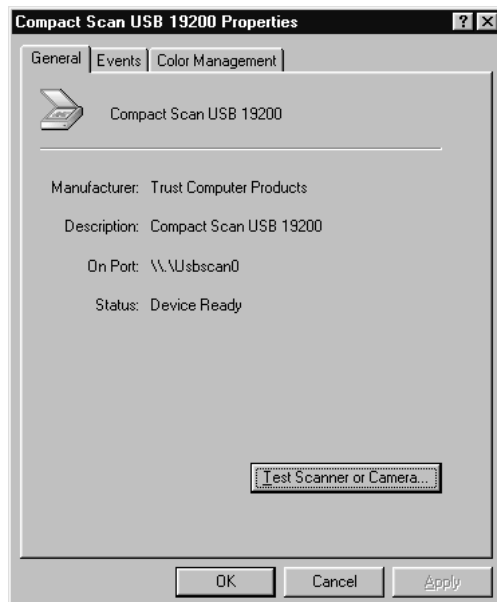 Compact Scan USB 19200 Properties
General Events Color Management
Compact Scan USB 19200
Manufacturer: Trust Computer Products
Description: Compact Scan USB 19200
On Port: \\.\Usbscan0
Status: Device Ready
Test Scanner or Camera...
OK Cancel Apply